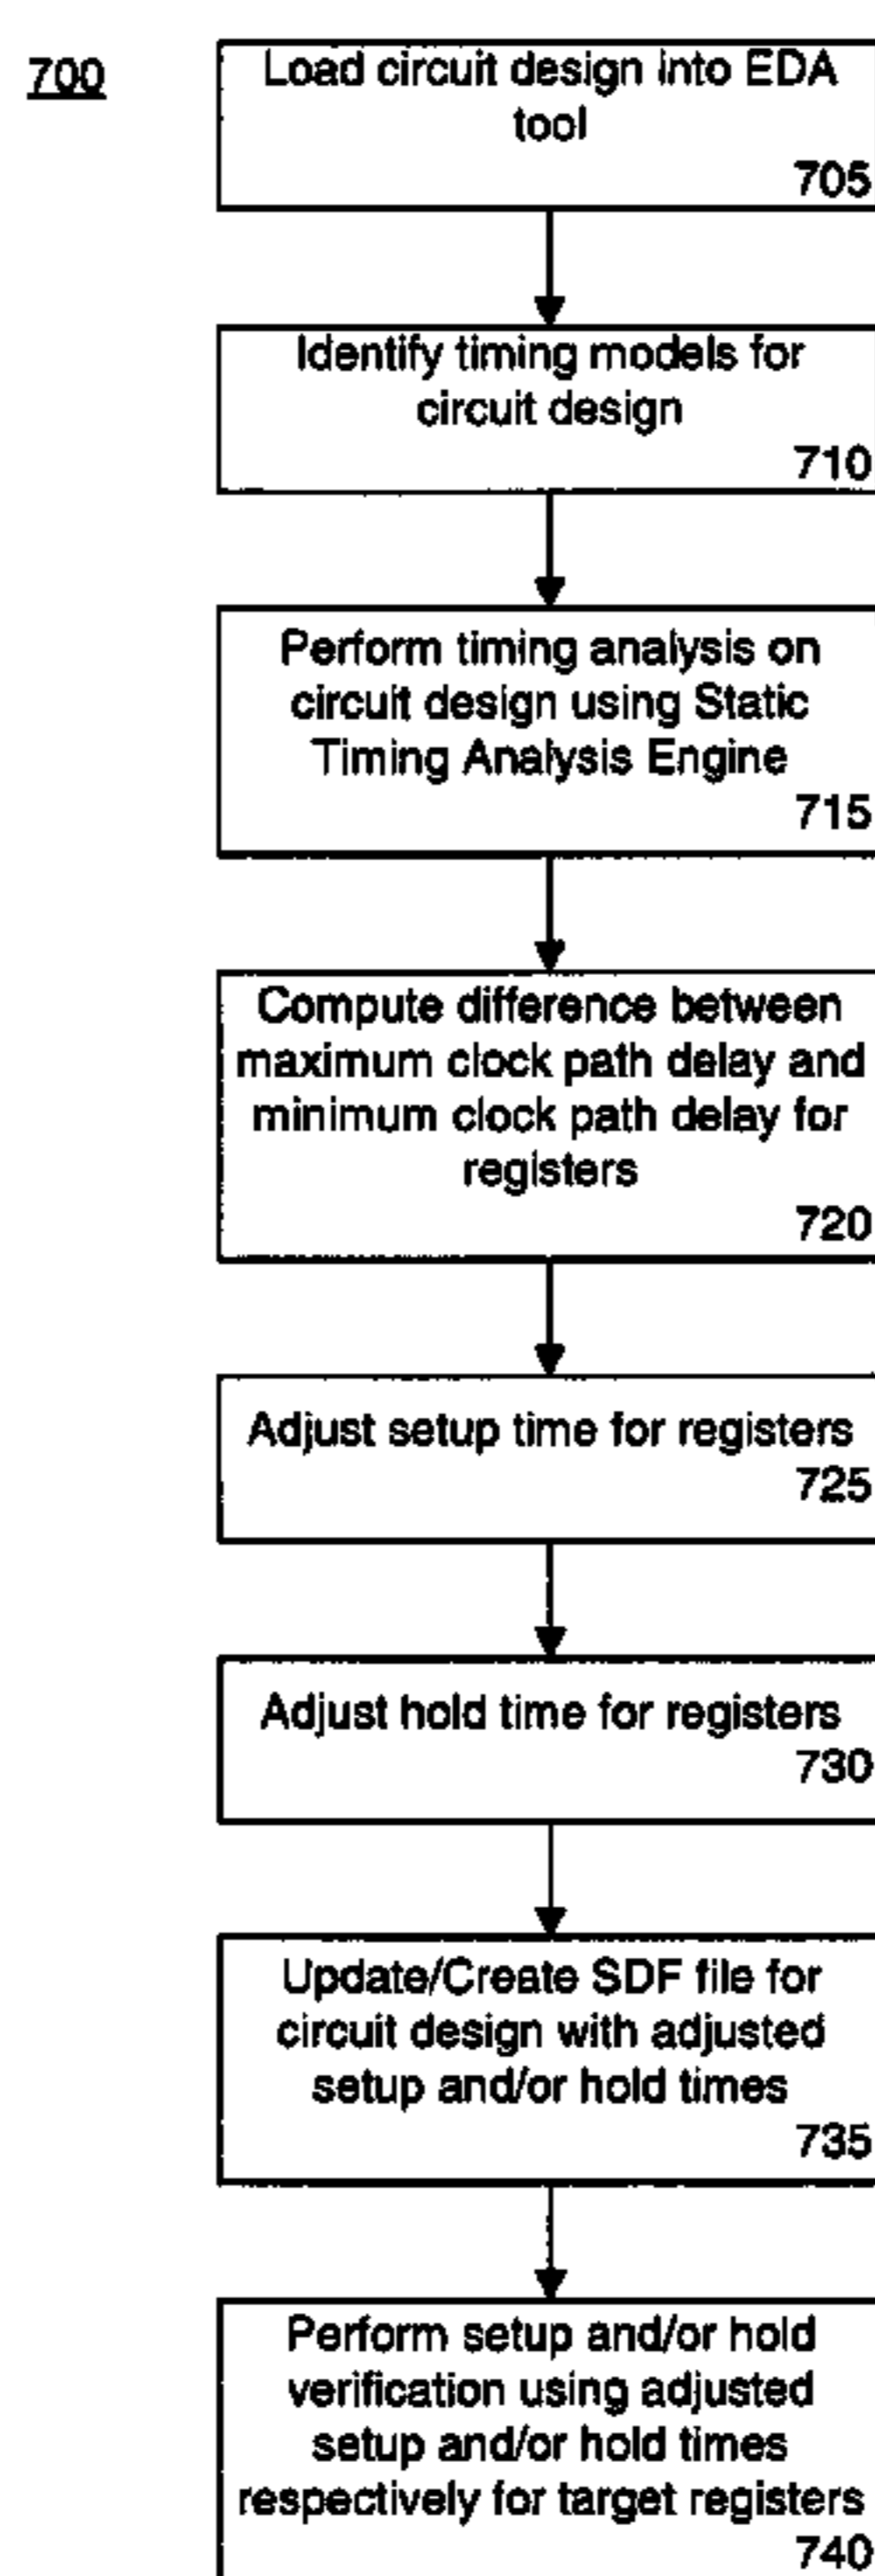 700
Load circuit design into EDA
tool
705
Identify timing models for
circuit design
710
Perform timing analysis on
circuit design using Static
Timing Analysis Engine
715
Compute difference between
maximum clock path delay and
minimum clock path delay for
registers
720
Adjust setup time for registers
725
Adjust hold time for registers
730
Update/Create SDF file for
circuit design with adjusted
setup and/or hold times
735
Perform setup and/or hold
verification using adjusted
setup and/or hold times
respectively for target registers
740